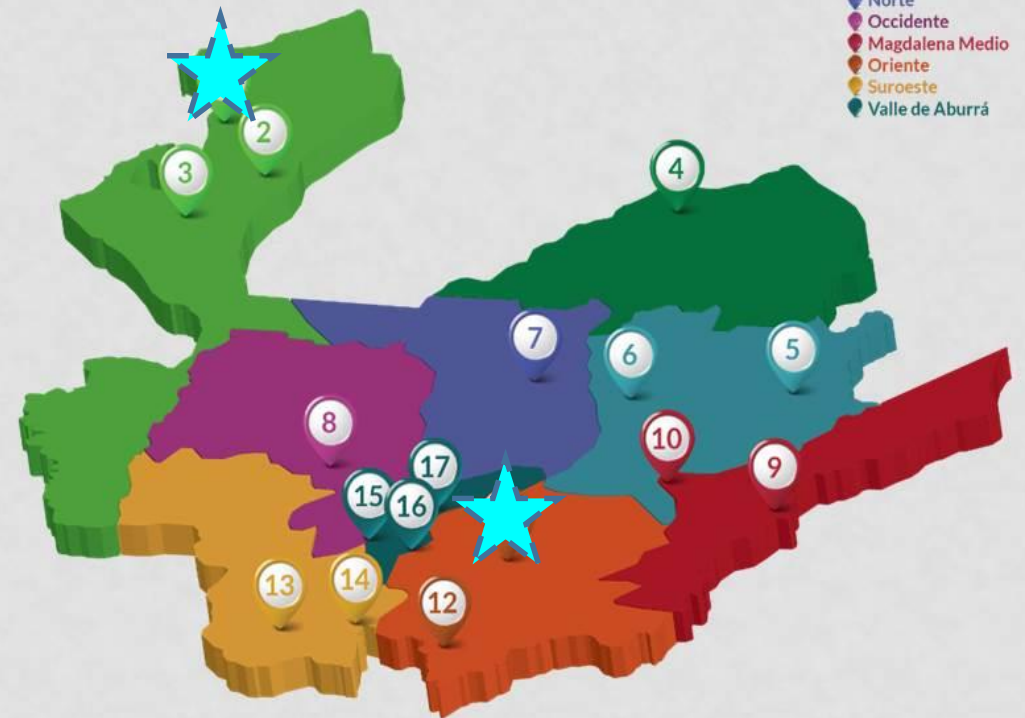 Norte
Occidente
Magdalena Medio
Oriente
Suroeste
Valle de Aburrá
2
3
4
7
6
5
8
10
17
9
15
16
13
14
12